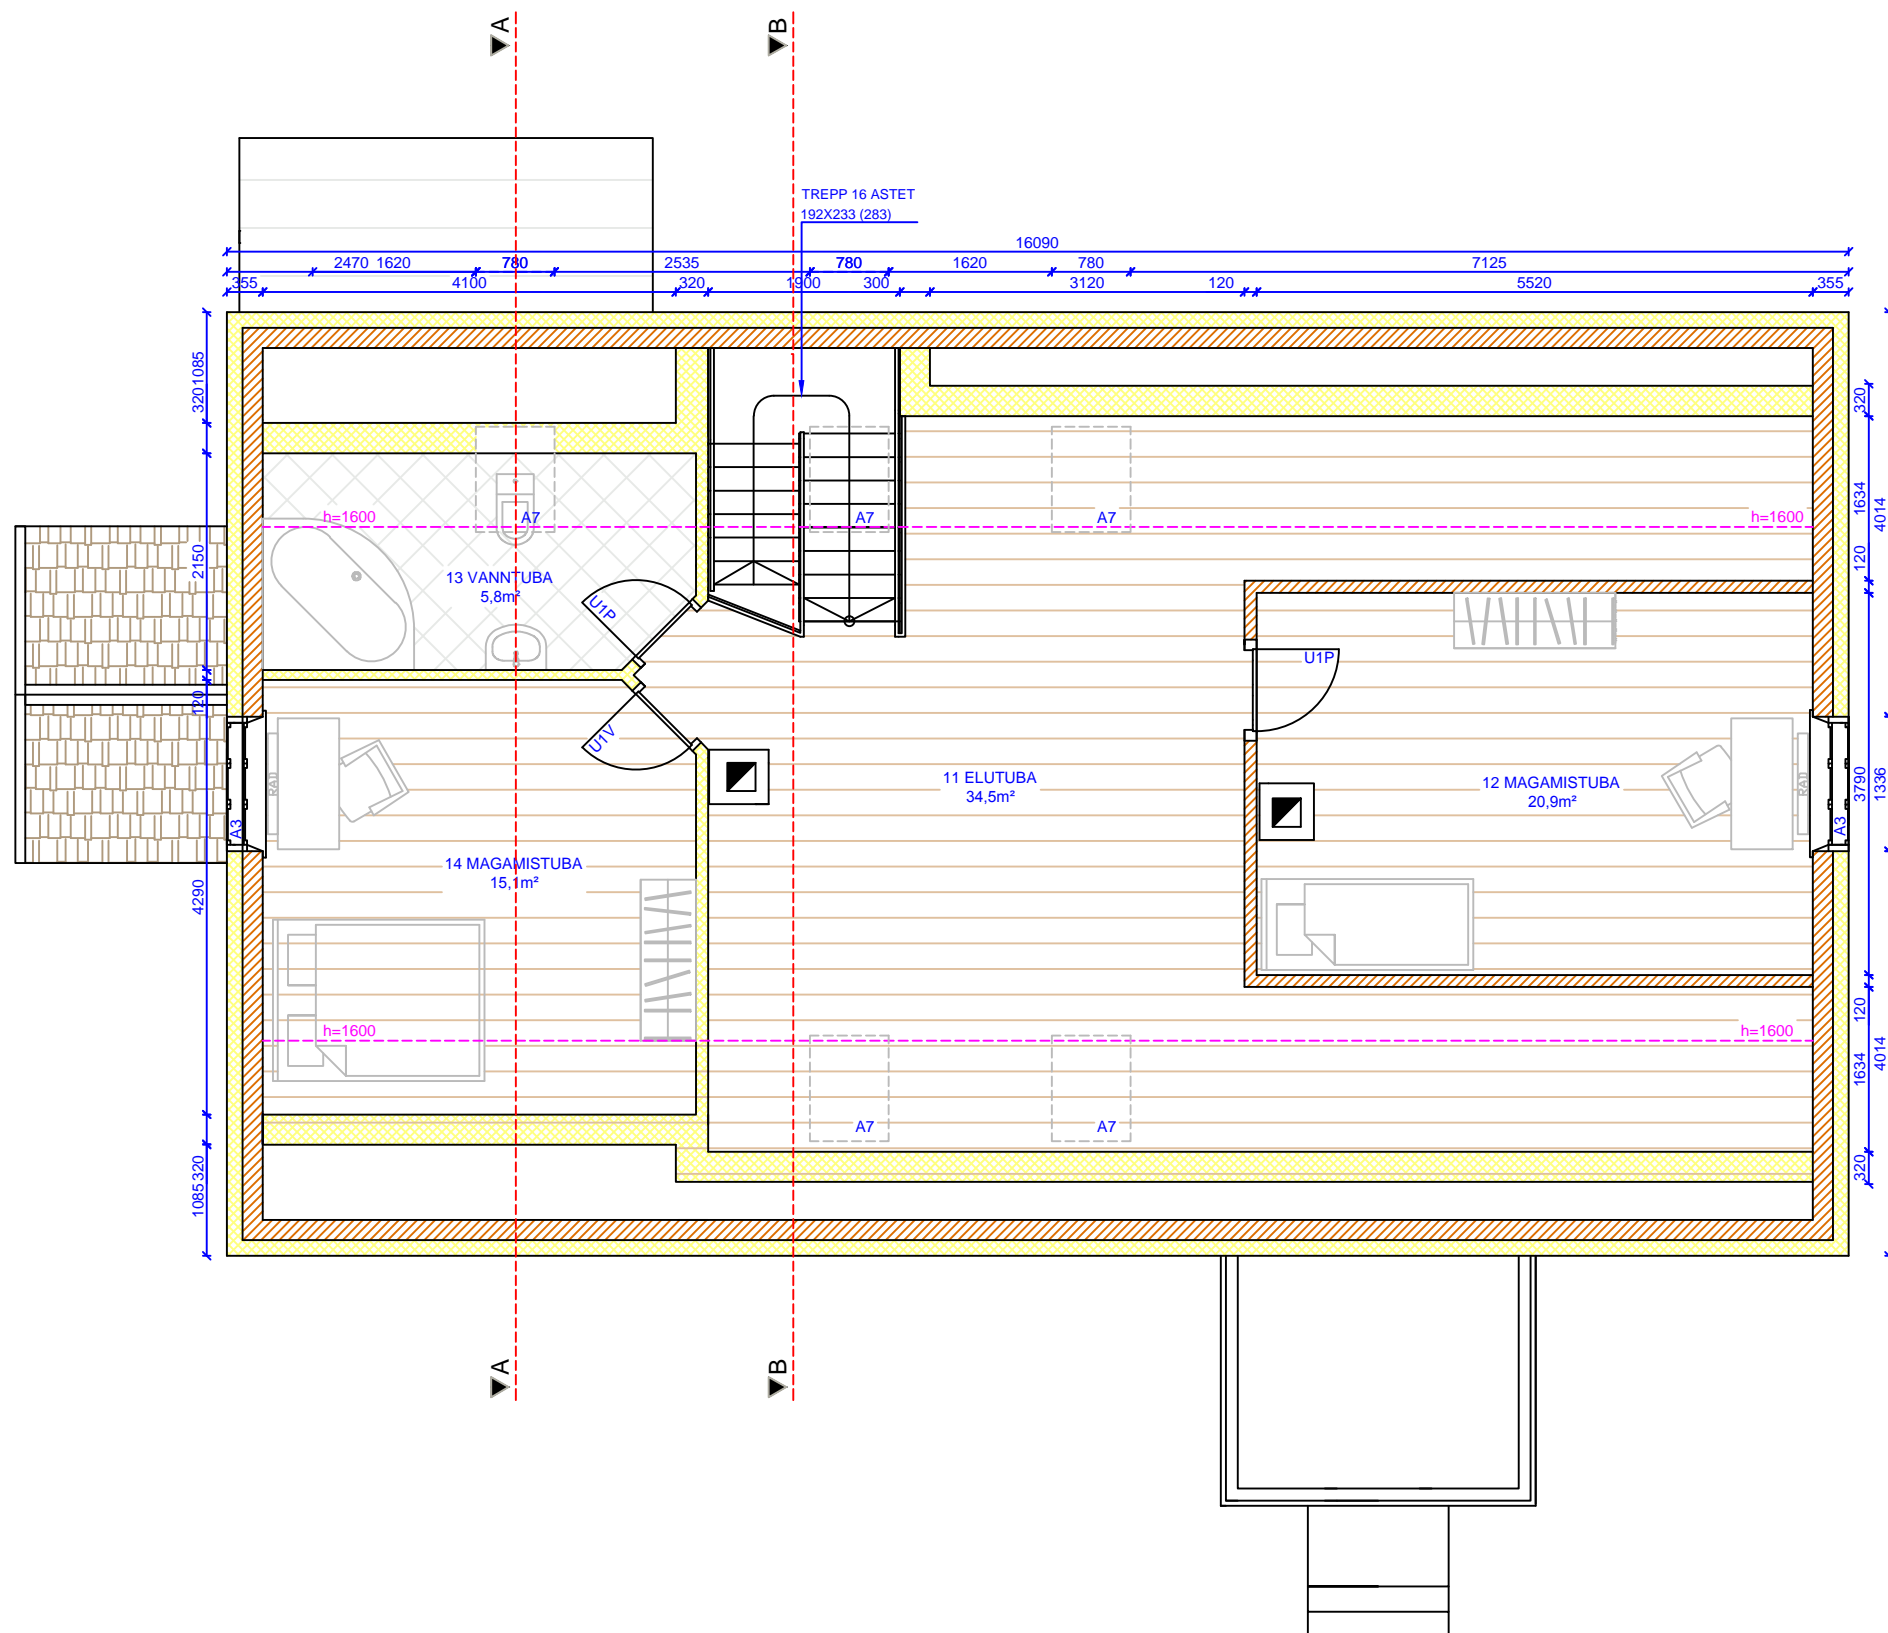 A
B
TREPP 16 ASTET
192X233 (283)
16090
2470 1620 780 2535 780 1620 780 7125
355 4100 320 1900 300 3120 120 5520 355
1085
320
2150
120
4290
320
1085
320
1634
120
3790
120
1634
320
4014
1336
4014
h=1600
h=1600
A7
A7
A7
13 VANNTUBA
5,8m²
U1P
U1V
U1P
RAD
A3
11 ELUTUBA
34,5m²
12 MAGAMISTUBA
20,9m²
RAD
A3
14 MAGAMISTUBA
15,1m²
h=1600
h=1600
A7
A7
A
B